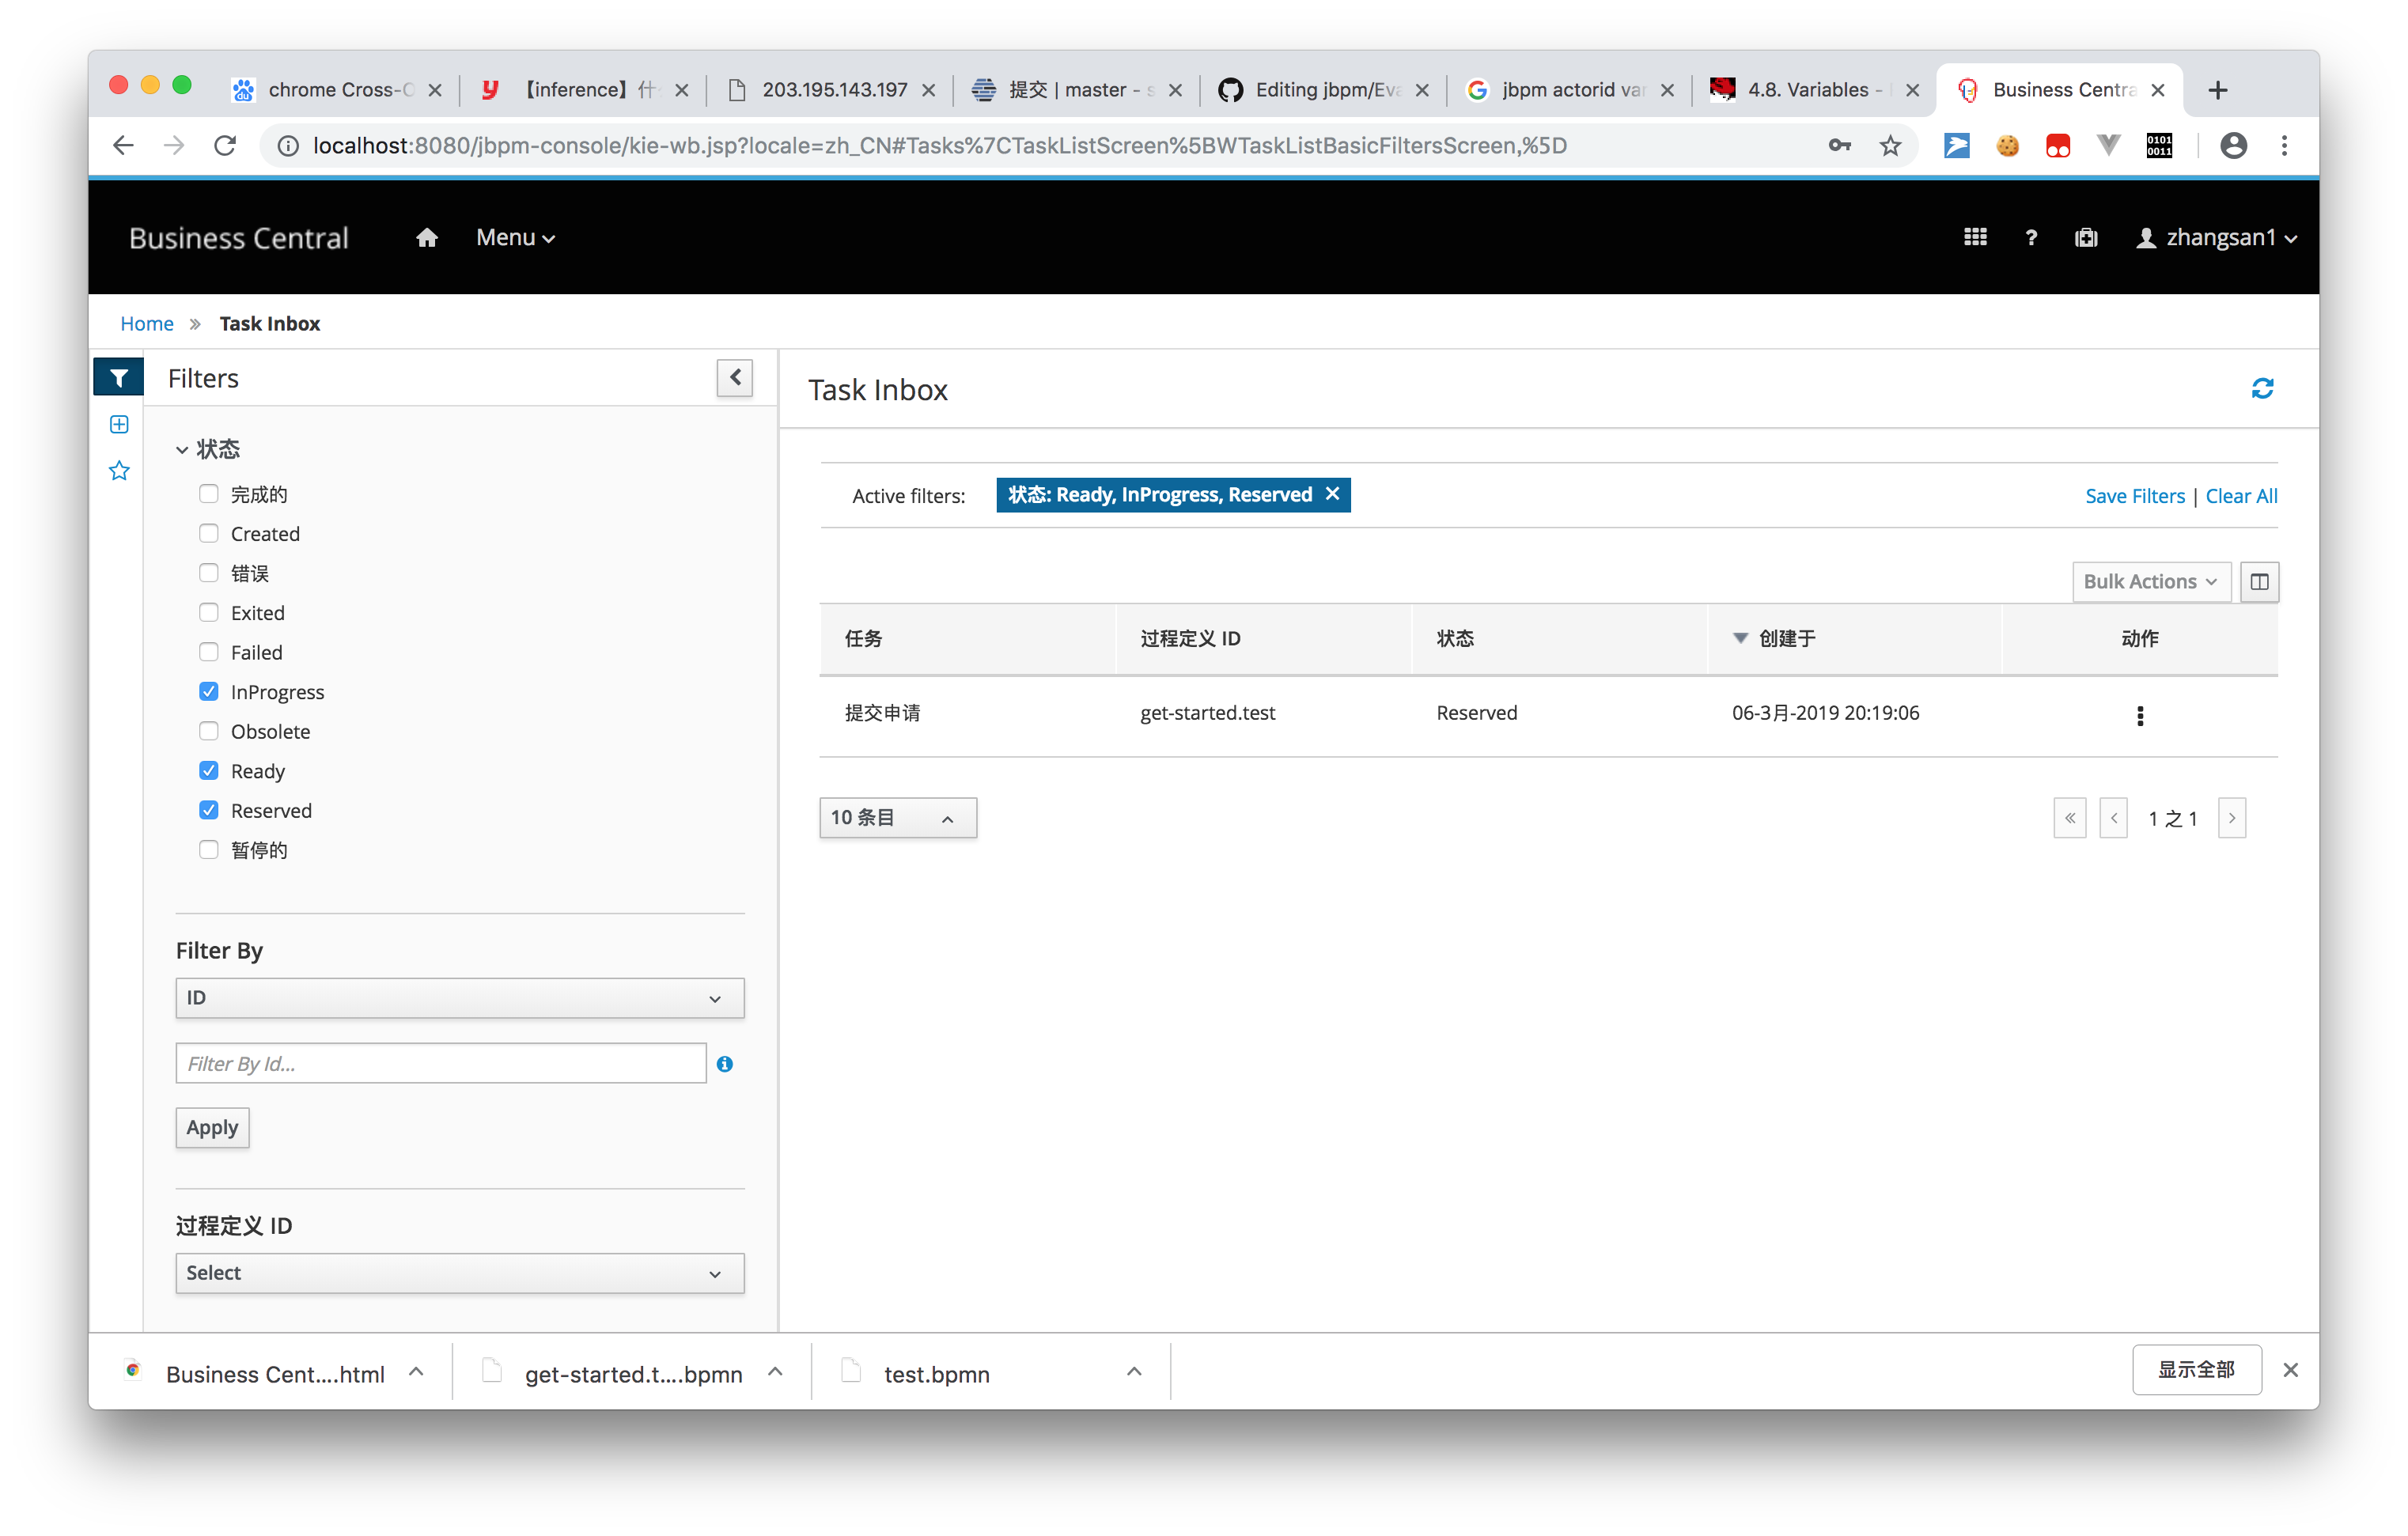 chrome Cross-O
【inference】什
203.195.143.197
提交 | master - s
Editing jbpm/Eva
jbpm actorid var
4.8. Variables -
Business Centra
localhost:8080/jbpm-console/kie-wb.jsp?locale=zh_CN#Tasks%7CTaskListScreen%5BWTaskListBasicFiltersScreen,%5D
0101
0011
Business Central
Menu
?
zhangsan1
Home » Task Inbox
Filters
状态
完成的
Created
错误
Exited
Failed
InProgress
Obsolete
Ready
Reserved
暂停的
Filter By
ID
Filter By Id...
Apply
过程定义 ID
Select
Task Inbox
Active filters:
状态: Ready, InProgress, Reserved
Save Filters | Clear All
Bulk Actions
任务 过程定义 ID 状态 创建于 动作
提交申请 get-started.test Reserved 06-3月-2019 20:19:06
10 条目
1 之 1
Business Cent....html
get-started.t....bpmn
test.bpmn
显示全部